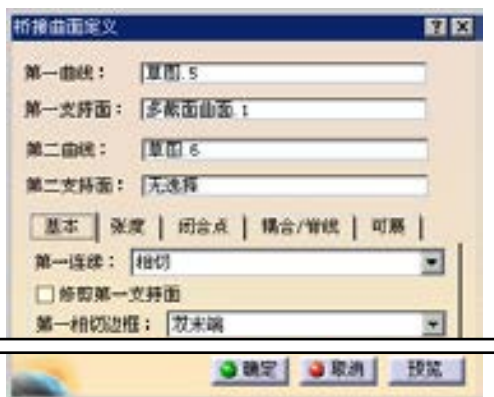 桥接曲面定义
第一曲线： 草图.5
第一支持面： 多截面曲面.1
第二曲线： 草图.6
第二支持面： 无选择
基本 张度 闭合点 耦合/脊线 可展
第一连续： 相切
修剪第一支持面
第一相切边框： 双末端
确定 取消 预览